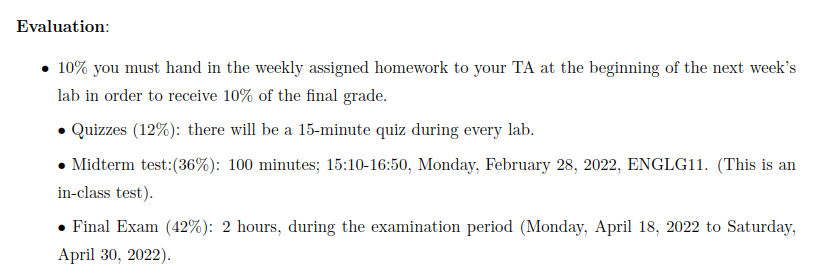 Evaluation:
• 10% you must hand in the weekly assigned homework to your TA at the beginning of the next week's
lab in order to receive 10% of the final grade.
• Quizzes (12%): there will be a 15-minute quiz during every lab.
• Midterm test:(36%): 100 minutes; 15:10-16:50, Monday, February 28, 2022, ENGLG11. (This is an
in-class test).
• Final Exam (42%): 2 hours, during the examination period (Monday, April 18, 2022 to Saturday,
April 30, 2022).